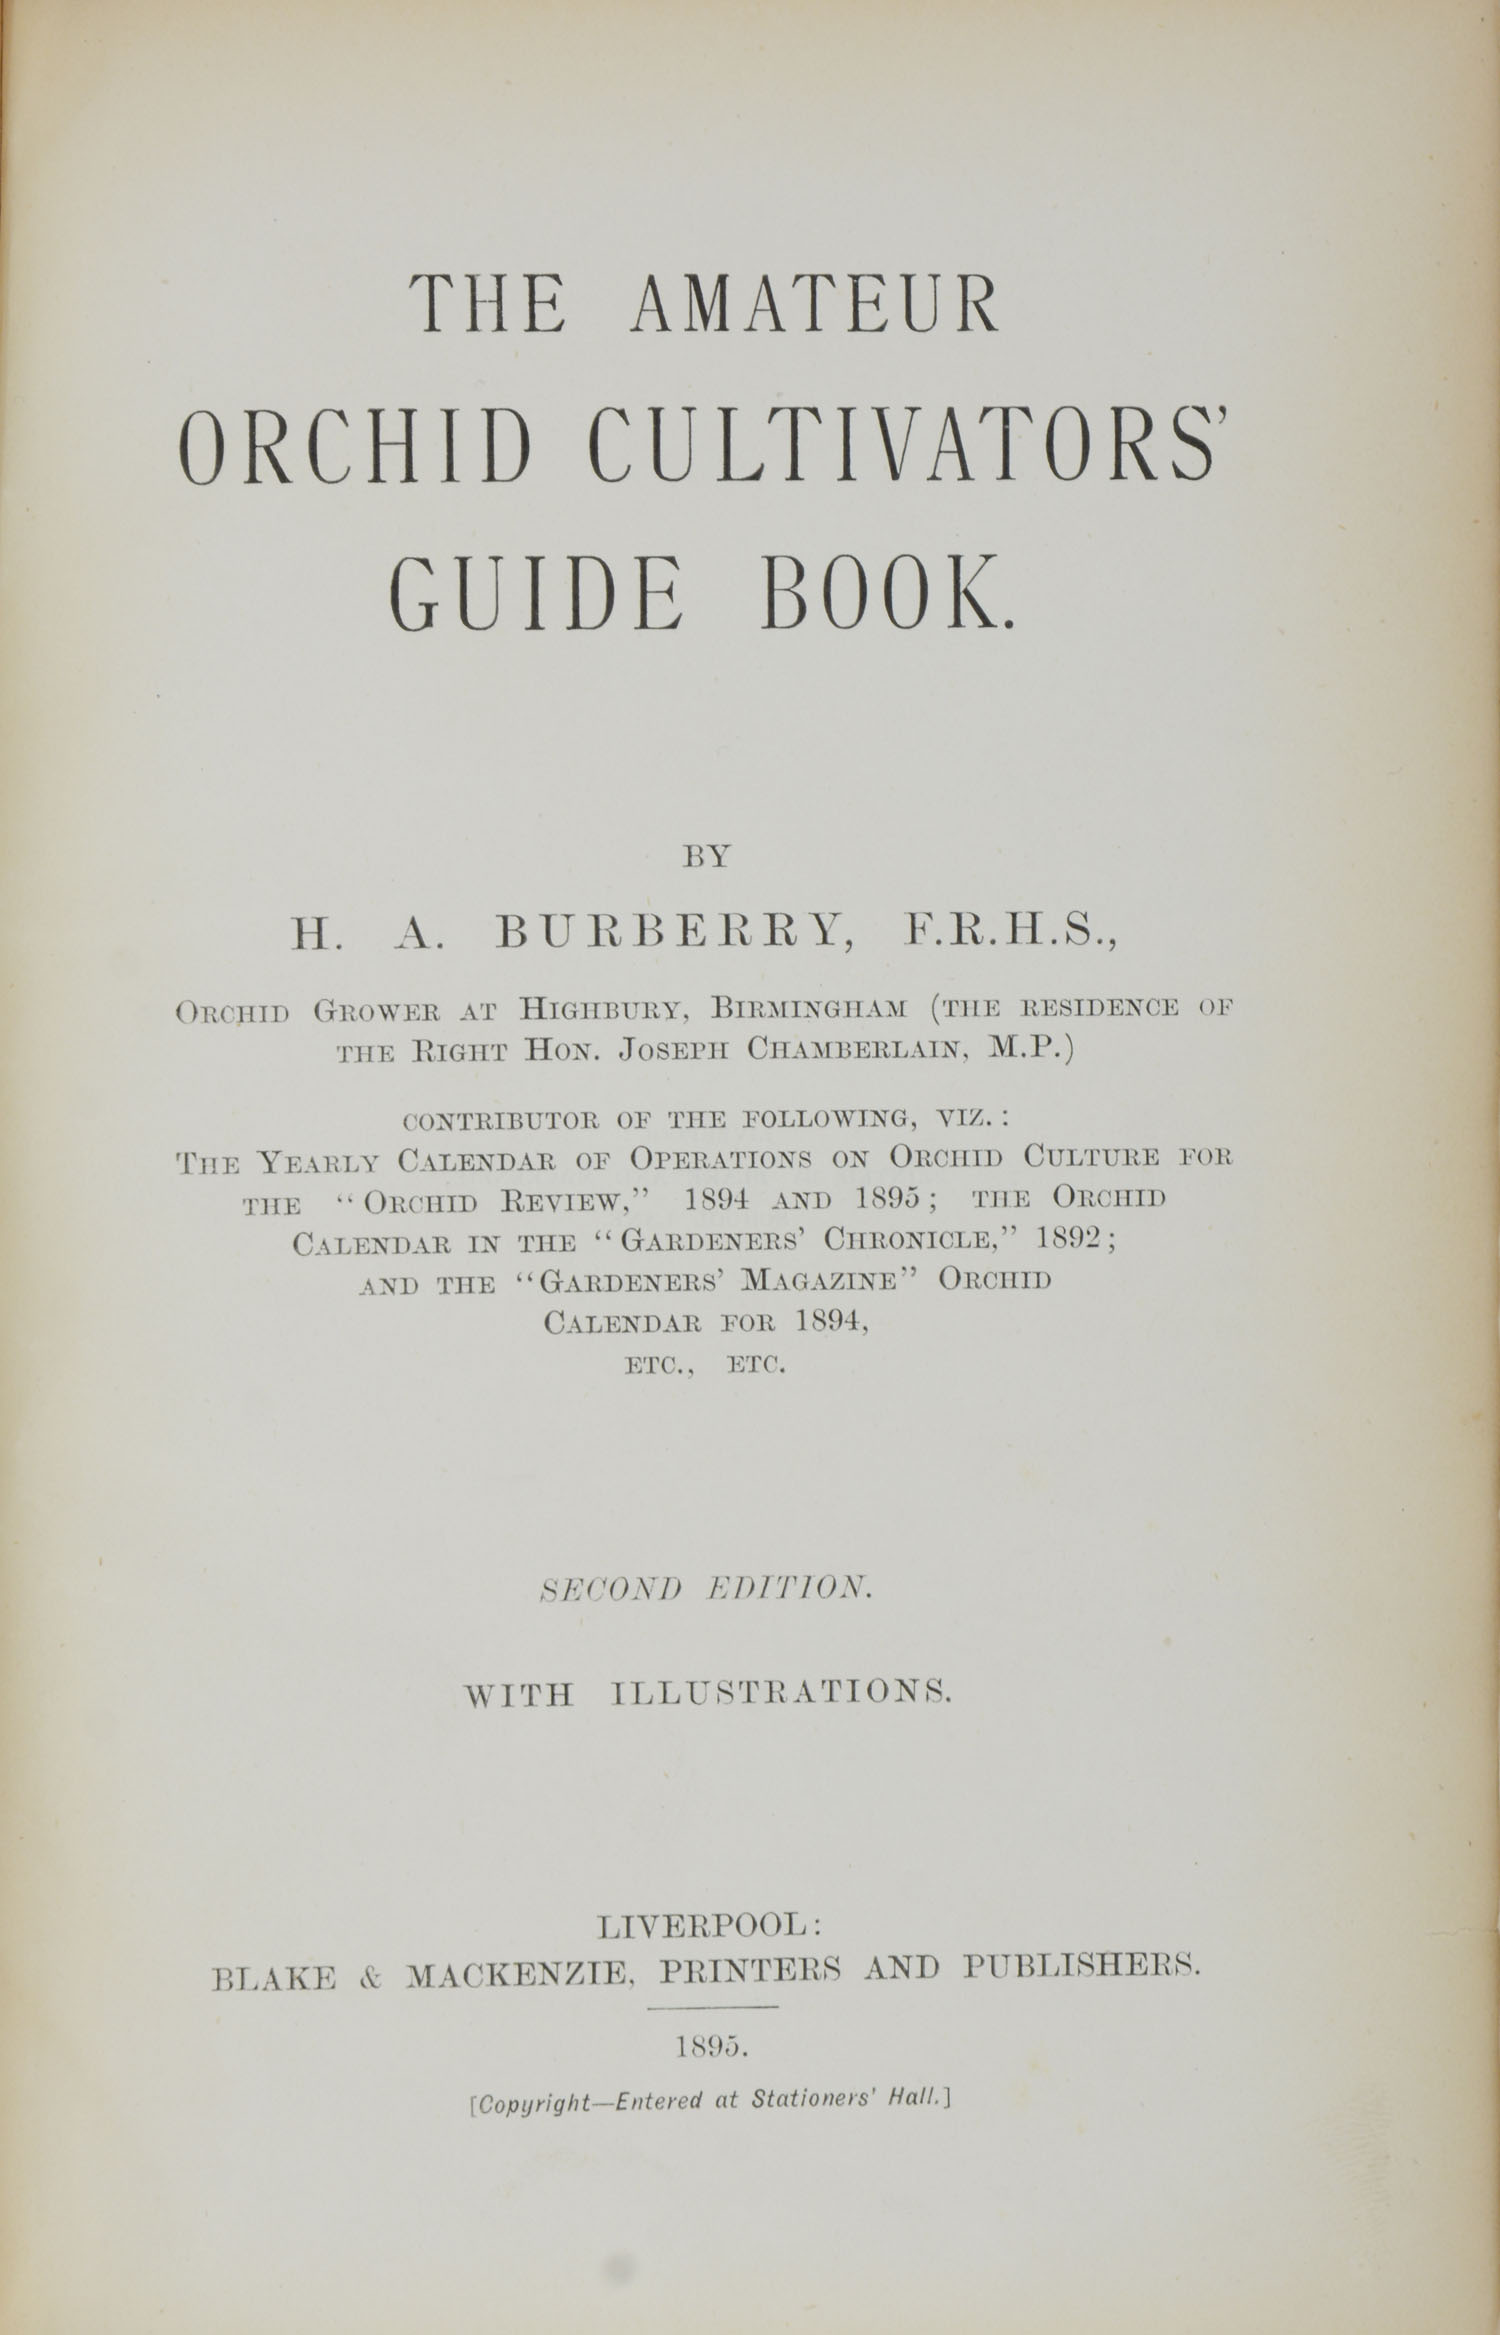 THE AMATEUR
ORCHID CULTIVATORS'
GUIDE BOOK.
BY
H. A. BURBERRY, F.R.H.S.,
ORCHID GROWER AT HIGHBURY, BIRMINGHAM (THE RESIDENCE OF
THE RIGHT HON. JOSEPH CHAMBERLAIN, M.P.)
CONTRIBUTOR OF THE FOLLOWING, VIZ.:
THE YEARLY CALENDAR OF OPERATIONS ON ORCHID CULTURE FOR
THE "ORCHID REVIEW," 1894 AND 1895; THE ORCHID
CALENDAR IN THE "GARDENERS' CHRONICLE," 1892;
AND THE "GARDENERS' MAGAZINE" ORCHID
CALENDAR FOR 1894,
ETC., ETC.
SECOND EDITION.
WITH ILLUSTRATIONS.
LIVERPOOL:
BLAKE & MACKENZIE, PRINTERS AND PUBLISHERS.
1895.
[Copyright—Entered at Stationers' Hall.]